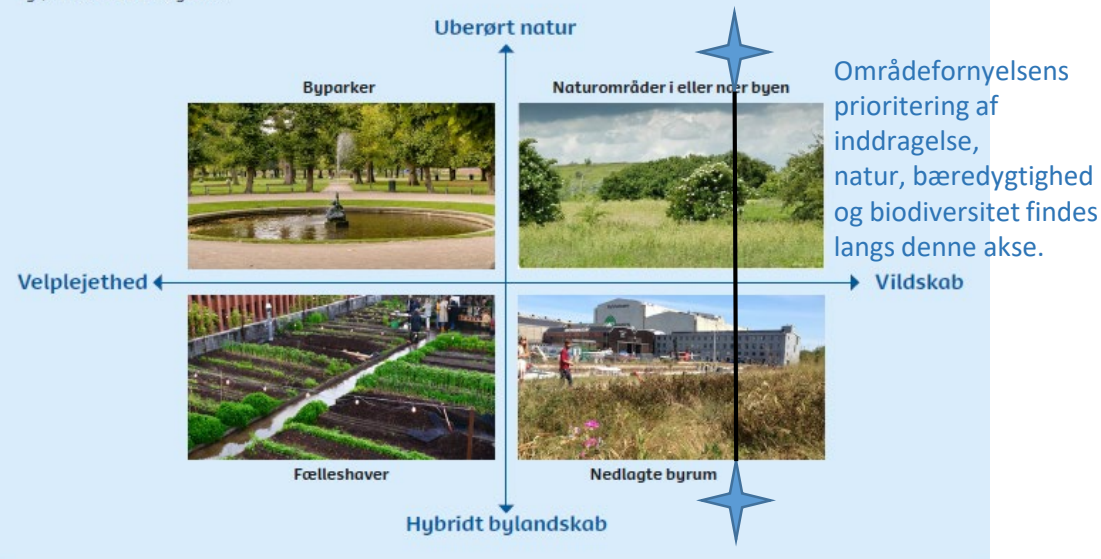 Uberørt natur
Byparker
Naturområder i eller nær byen
Områdefornyelsens
prioritering af
inddragelse,
natur, bæredygtighed
og biodiversitet findes
langs denne akse.
Velplejethed
Vildskab
Fælleshaver
Nedlagte byrum
Hybridt bylandskab